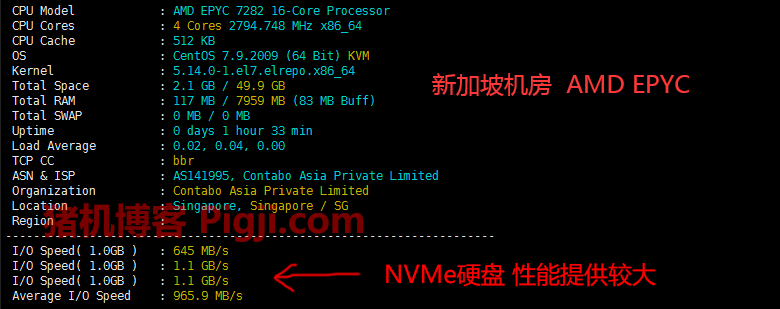 CPU Model : AMD EPYC 7282 16-Core Processor
CPU Cores : 4 Cores 2794.748 MHz x86_64
CPU Cache : 512 KB
OS : CentOS 7.9.2009 (64 Bit) KVM
Kernel : 5.14.0-1.el7.elrepo.x86_64
Total Space : 2.1 GB / 49.9 GB
Total RAM : 117 MB / 7959 MB (83 MB Buff)
Total SWAP : 0 MB / 0 MB
Uptime : 0 days 1 hour 33 min
Load Average : 0.02, 0.04, 0.00
TCP CC : bbr
ASN & ISP : AS141995, Contabo Asia Private Limited
Organization : Contabo Asia Private Limited
Location : Singapore, Singapore / SG
Region :
新加坡机房 AMD EPYC
猪机博客 Pigji.com
----------------------------------------------------------------------
I/O Speed( 1.0GB ) : 645 MB/s
I/O Speed( 1.0GB ) : 1.1 GB/s
I/O Speed( 1.0GB ) : 1.1 GB/s
Average I/O Speed : 965.9 MB/s
NVMe硬盘 性能提供较大